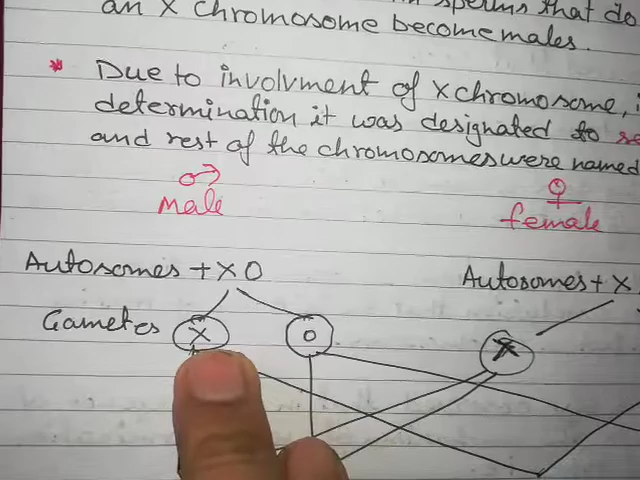 an X chromosome become males.
* Due to involvment of X chromosome,
determination it was designated to
and rest of the chromosomes were named
Male female
Autosomes + XO Autosomes + X
Gametes X O X